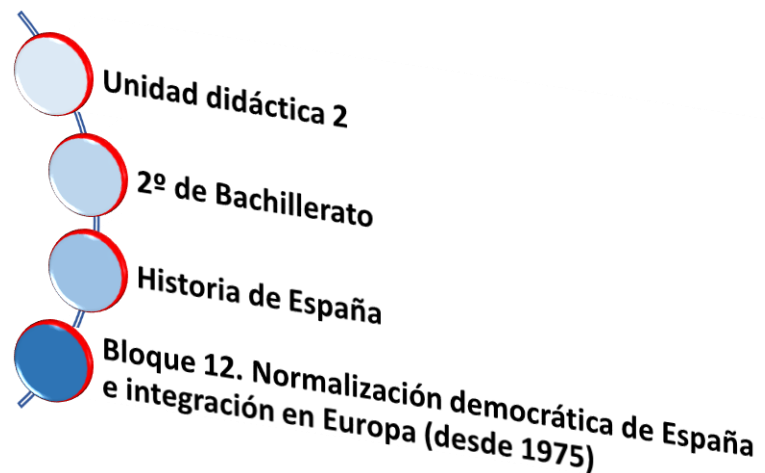 Unidad didáctica 2
2º de Bachillerato
Historia de España
Bloque 12. Normalización democrática de España
e integración en Europa (desde 1975)